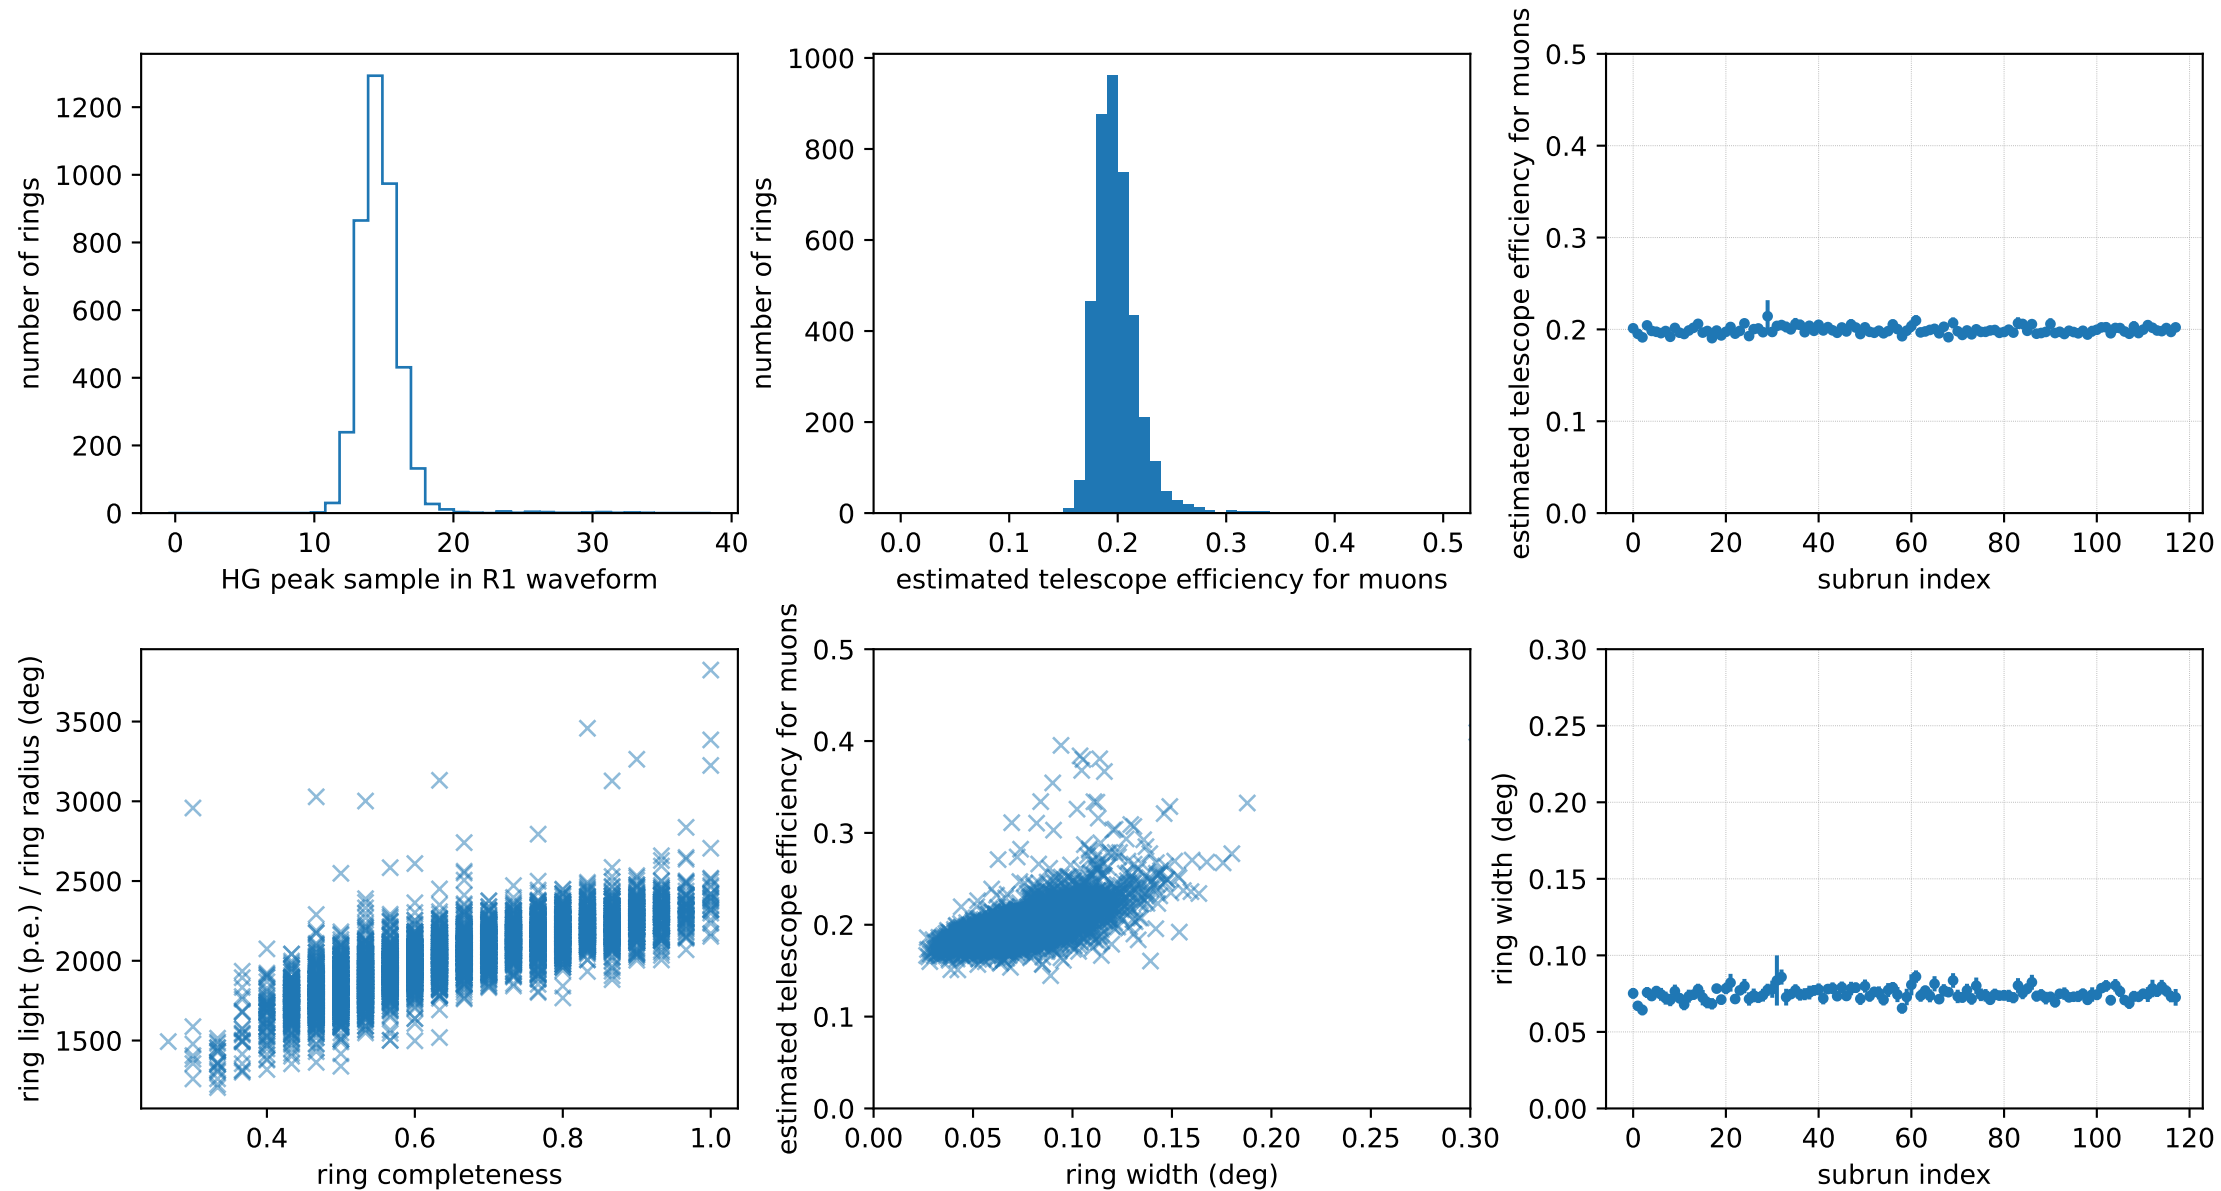 number of rings
1200
1000
800
600
400
200
0
0 10 20 30 40
HG peak sample in R1 waveform
number of rings
1000
800
600
400
200
0
0.0 0.1 0.2 0.3 0.4 0.5
estimated telescope efficiency for muons
estimated telescope efficiency for muons
0.5
0.4
0.3
0.2
0.1
0.0
0 20 40 60 80 100 120
subrun index
ring light (p.e.) / ring radius (deg)
3500
3000
2500
2000
1500
0.4 0.6 0.8 1.0
ring completeness
estimated telescope efficiency for muons
0.5
0.4
0.3
0.2
0.1
0.0
0.00 0.05 0.10 0.15 0.20 0.25 0.30
ring width (deg)
ring width (deg)
0.30
0.25
0.20
0.15
0.10
0.05
0.00
0 20 40 60 80 100 120
subrun index